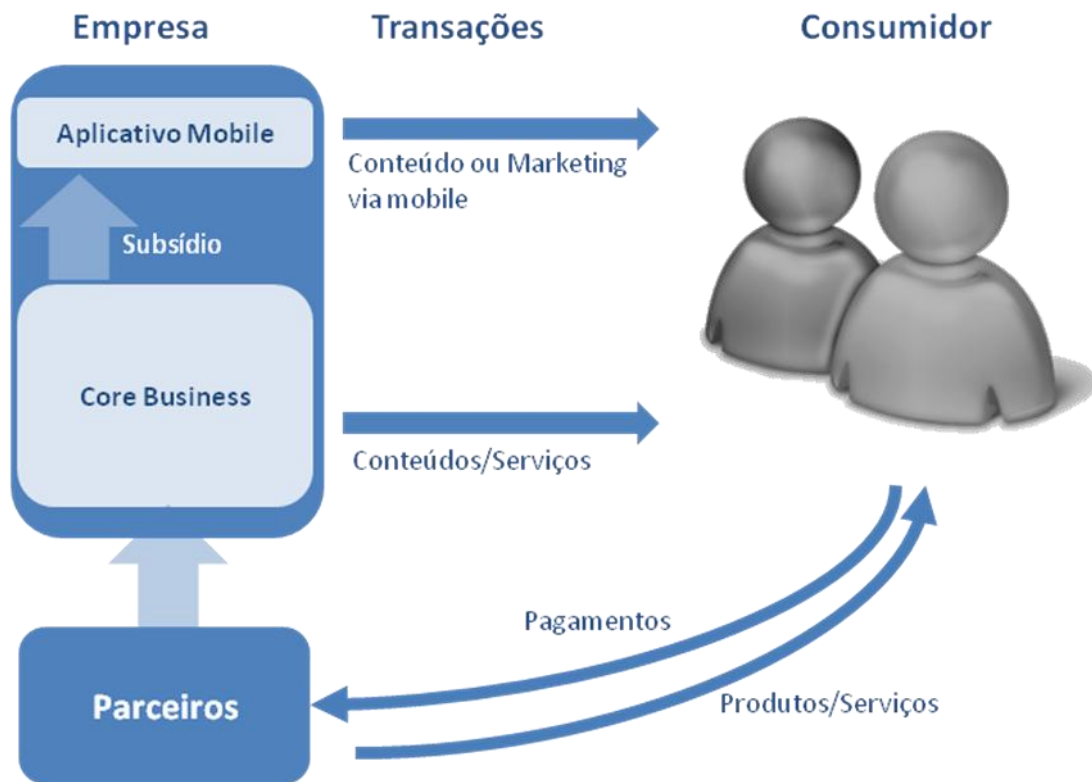 Empresa
Transações
Consumidor
Aplicativo Mobile
Conteúdo ou Marketing
via mobile
Subsídio
Core Business
Conteúdos/Serviços
Pagamentos
Parceiros
Produtos/Serviços